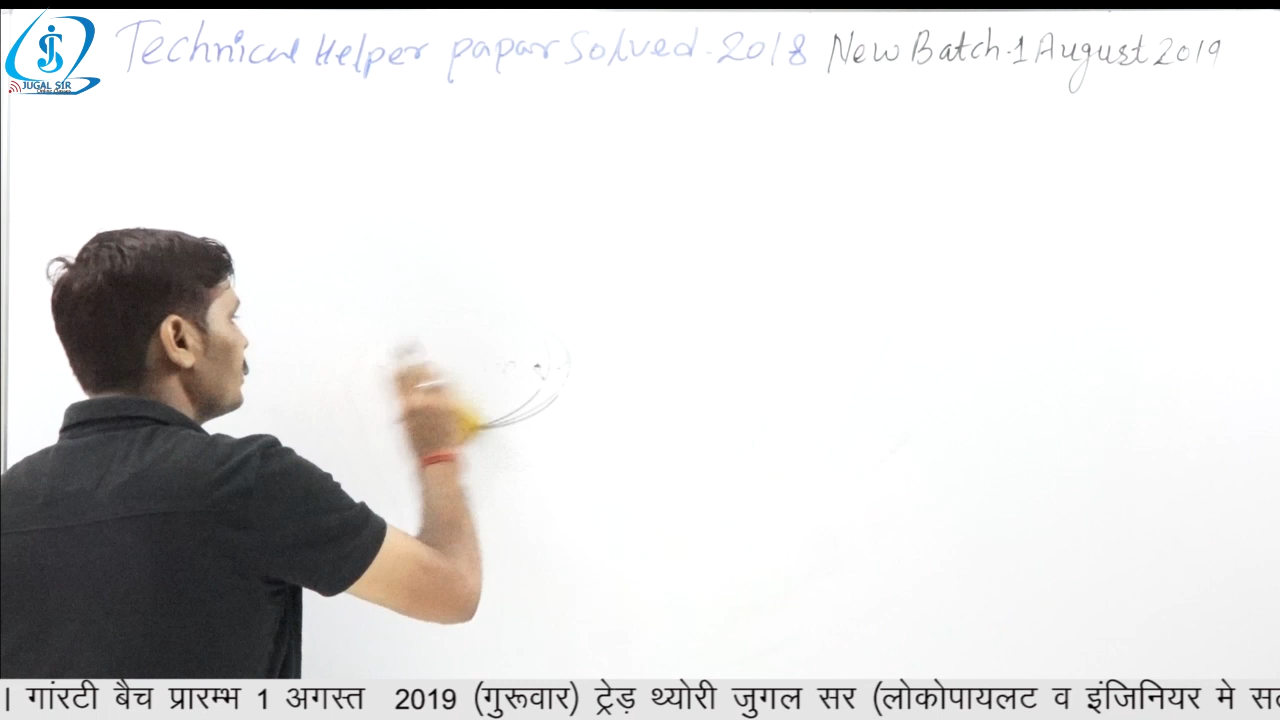 Technical Helper papar Solved-2018 New Batch-1 August 2019
JUGAL SIR
। गांरटी बैच प्रारम्भ 1 अगस्त 2019 (गुरूवार) ट्रेड़ थ्योरी जुगल सर (लोकोपायलट व इंजिनियर मे